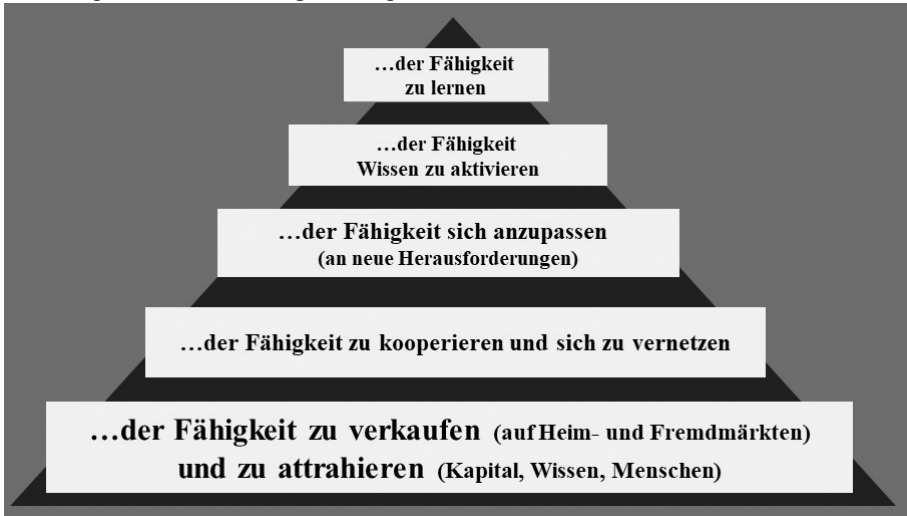 …der Fähigkeit
zu lernen
…der Fähigkeit
Wissen zu aktivieren
…der Fähigkeit sich anzupassen
(an neue Herausforderungen)
…der Fähigkeit zu kooperieren und sich zu vernetzen
…der Fähigkeit zu verkaufen (auf Heim- und Fremdmärkten)
und zu attrahieren (Kapital, Wissen, Menschen)